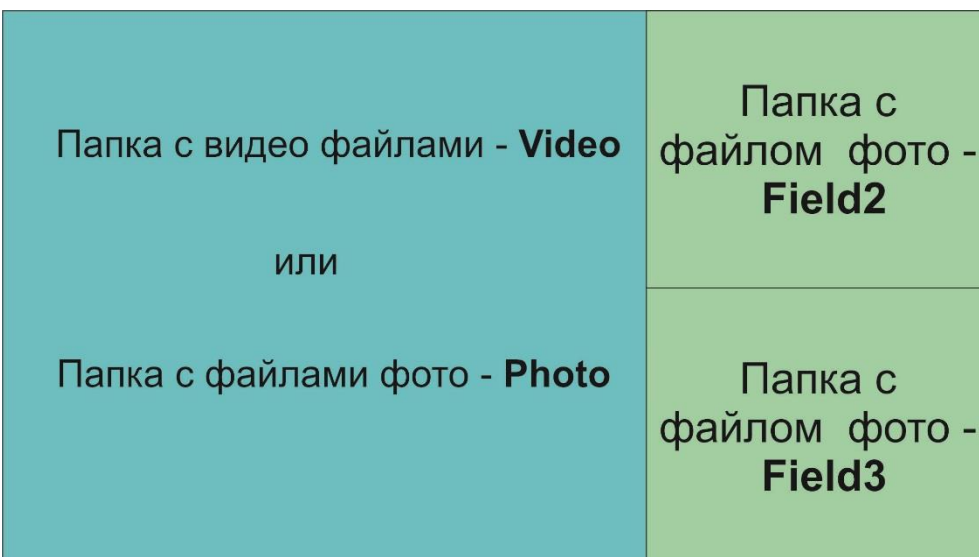 Папка с видео файлами - Video
или
Папка с файлами фото - Photo
Папка с
файлом фото -
Field2
Папка с
файлом фото -
Field3